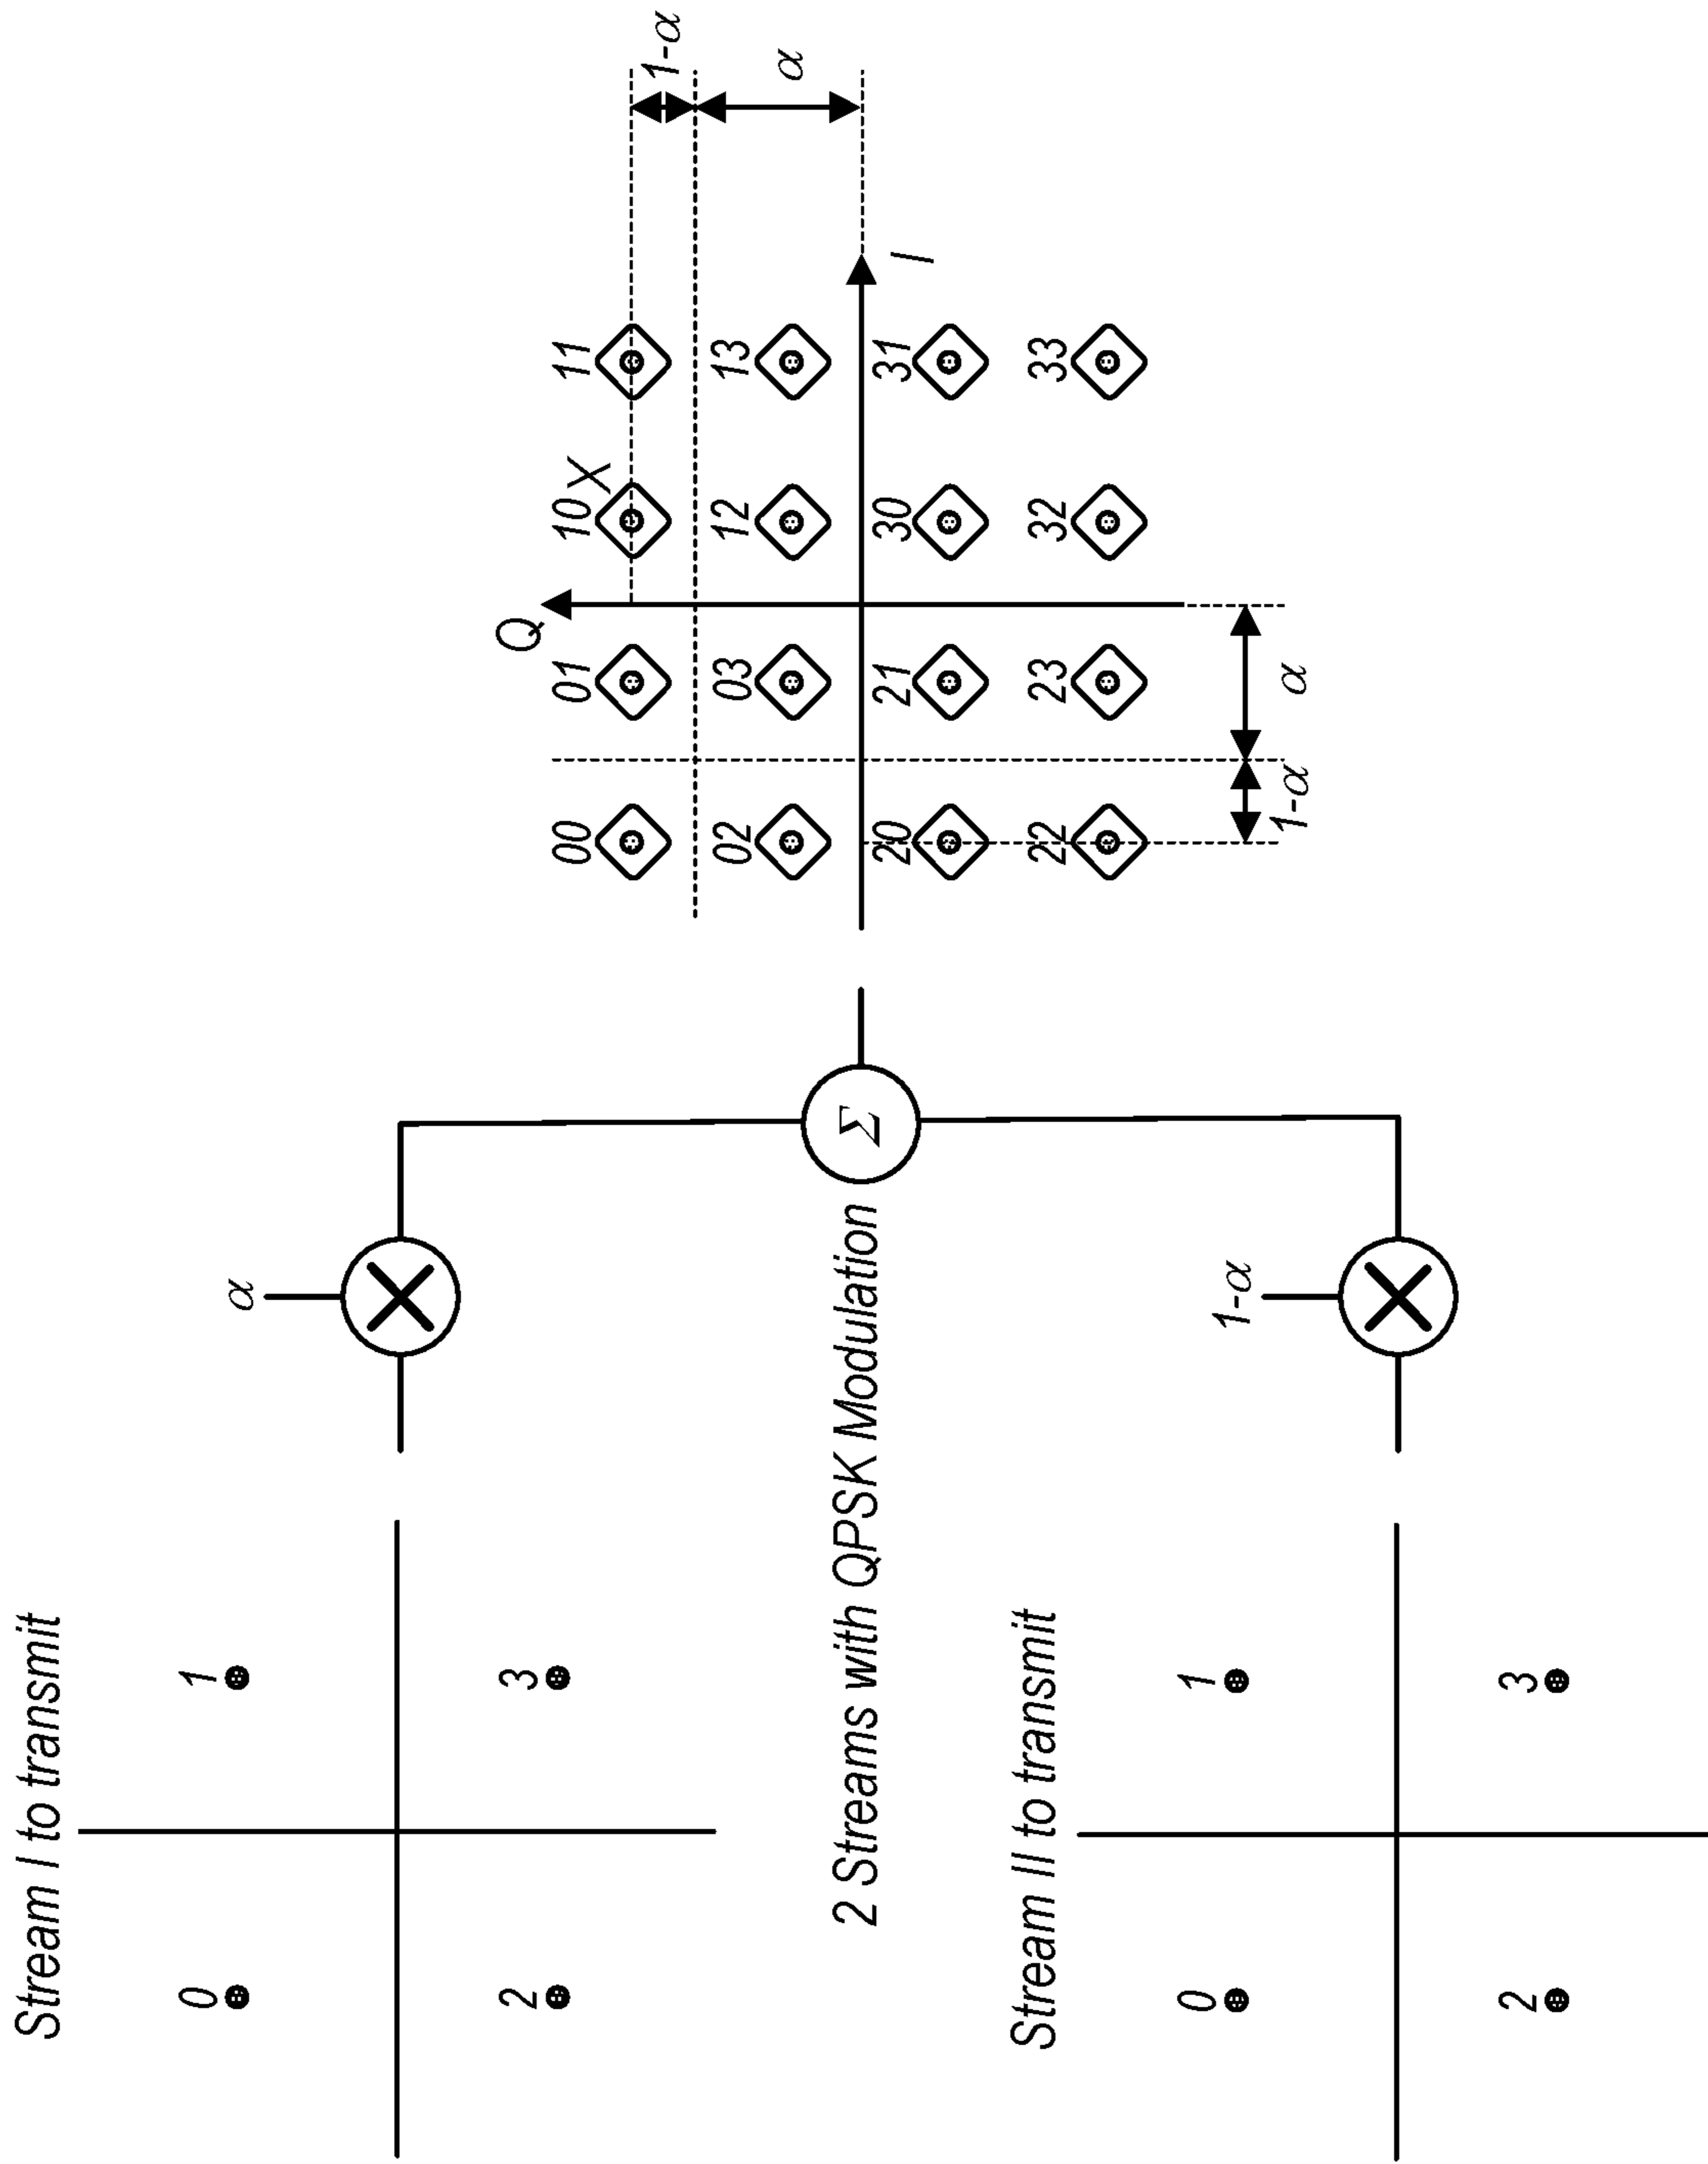 Stream I to transmit
0 1
2 3
α
2 Streams with QPSK Modulation
Σ
Stream II to transmit
0 1
2 3
1-α
Q
00 01 10 X 11
1-α
02 03 12 13
α
20 21 30 31
I
22 23 32 33
1-α α